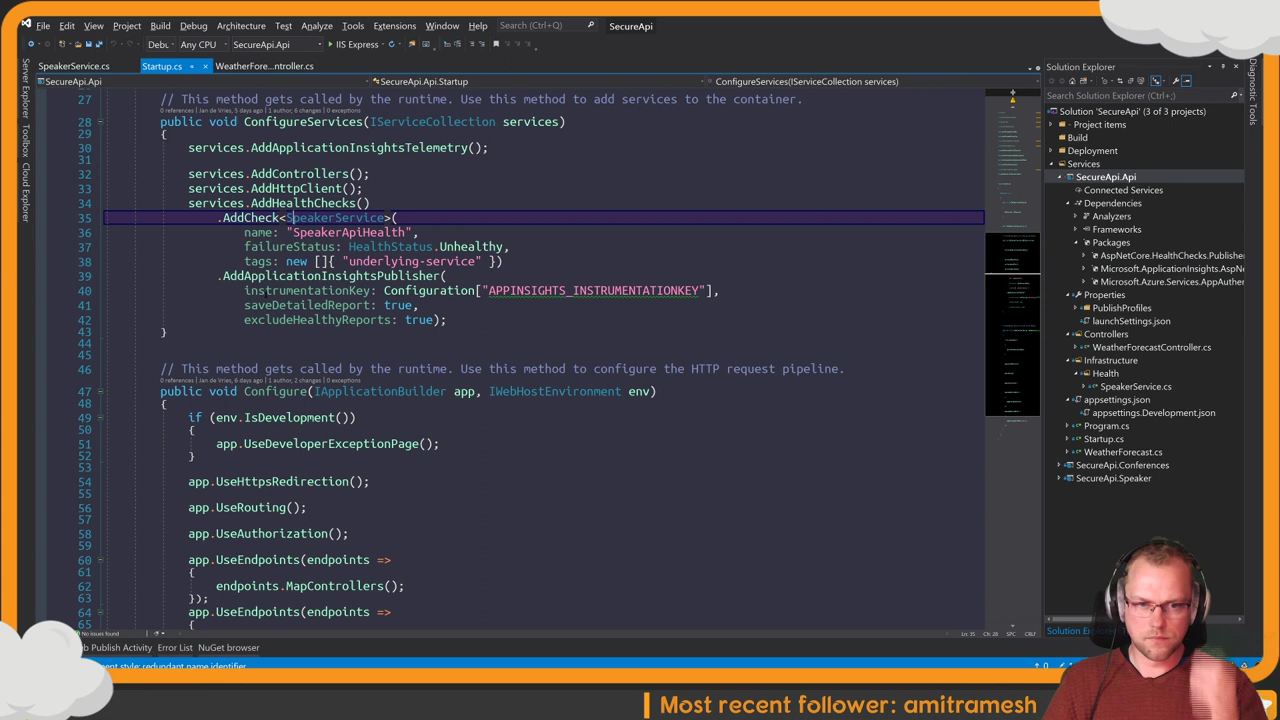 File Edit View Project Build Debug Architecture Test Analyze Tools Extensions Window Help Search (Ctrl+Q) SecureApi
Debu Any CPU SecureApi.Api IIS Express
SpeakerService.cs Startup.cs WeatherFore...ntroller.cs
SecureApi.Api SecureApi.Api.Startup ConfigureServices(IServiceCollection services)
Server Explorer Toolbox Cloud Explorer
27 // This method gets called by the runtime. Use this method to add services to the container.
0 references | Jan de Vries, 5 days ago | 1 author, 6 changes | 0 exceptions
28 public void ConfigureServices(IServiceCollection services)
29 {
30 services.AddApplicationInsightsTelemetry();
31
32 services.AddControllers();
33 services.AddHttpClient();
34 services.AddHealthChecks()
35 .AddCheck<SpeakerService>(
36 name: "SpeakerApiHealth",
37 failureStatus: HealthStatus.Unhealthy,
38 tags: new[]{ "underlying-service" })
39 .AddApplicationInsightsPublisher(
40 instrumentationKey: Configuration["APPINSIGHTS_INSTRUMENTATIONKEY"],
41 saveDetailedReport: true,
42 excludeHealthyReports: true);
43 }
44
45
46 // This method gets called by the runtime. Use this method to configure the HTTP request pipeline.
0 references | Jan de Vries, 6 days ago | 1 author, 2 changes | 0 exceptions
47 public void Configure(IApplicationBuilder app, IWebHostEnvironment env)
48 {
49 if (env.IsDevelopment())
50 {
51 app.UseDeveloperExceptionPage();
52 }
53
54 app.UseHttpsRedirection();
55
56 app.UseRouting();
57
58 app.UseAuthorization();
59
60 app.UseEndpoints(endpoints =>
61 {
62 endpoints.MapControllers();
63 });
64 app.UseEndpoints(endpoints =>
65 {
No issues found Ln: 35 Ch: 28 SPC CRLF
b Publish Activity Error List NuGet browser
ment style: redundant name identifier
Solution Explorer
Search Solution Explorer (Ctrl+;)
Solution 'SecureApi' (3 of 3 projects)
Project items
Build
Deployment
Services
SecureApi.Api
Connected Services
Dependencies
Analyzers
Frameworks
Packages
AspNetCore.HealthChecks.Publisher
Microsoft.ApplicationInsights.AspNe
Microsoft.Azure.Services.AppAuther
Properties
PublishProfiles
launchSettings.json
Controllers
WeatherForecastController.cs
Infrastructure
Health
SpeakerService.cs
appsettings.json
appsettings.Development.json
Program.cs
Startup.cs
WeatherForecast.cs
SecureApi.Conferences
SecureApi.Speaker
Solution Explorer
Diagnostic Tools
Most recent follower: amitramesh